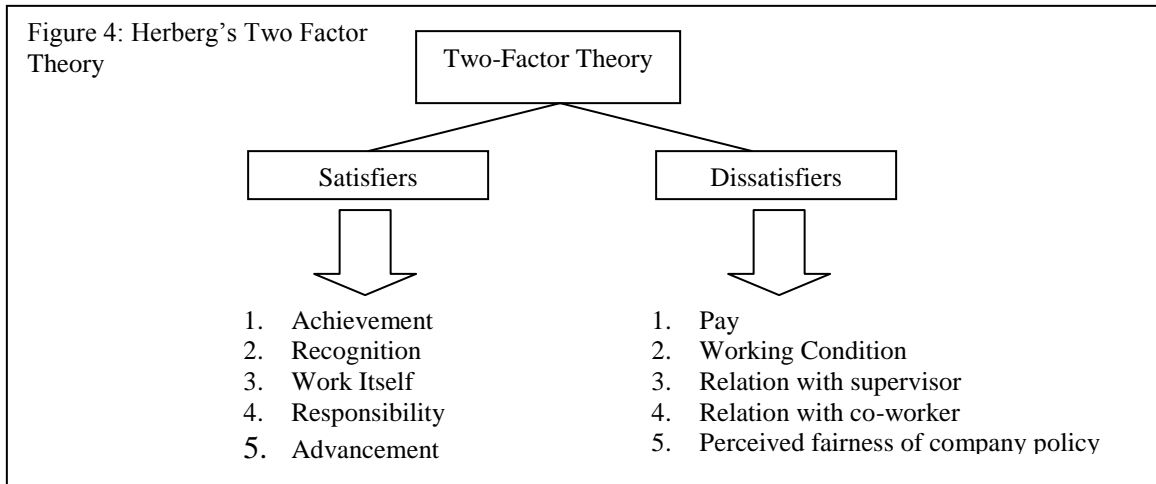 Figure 4: Herberg’s Two Factor
Theory
Two-Factor Theory
Satisfiers
Dissatisfiers
1. Achievement
2. Recognition
3. Work Itself
4. Responsibility
5. Advancement
1. Pay
2. Working Condition
3. Relation with supervisor
4. Relation with co-worker
5. Perceived fairness of company policy